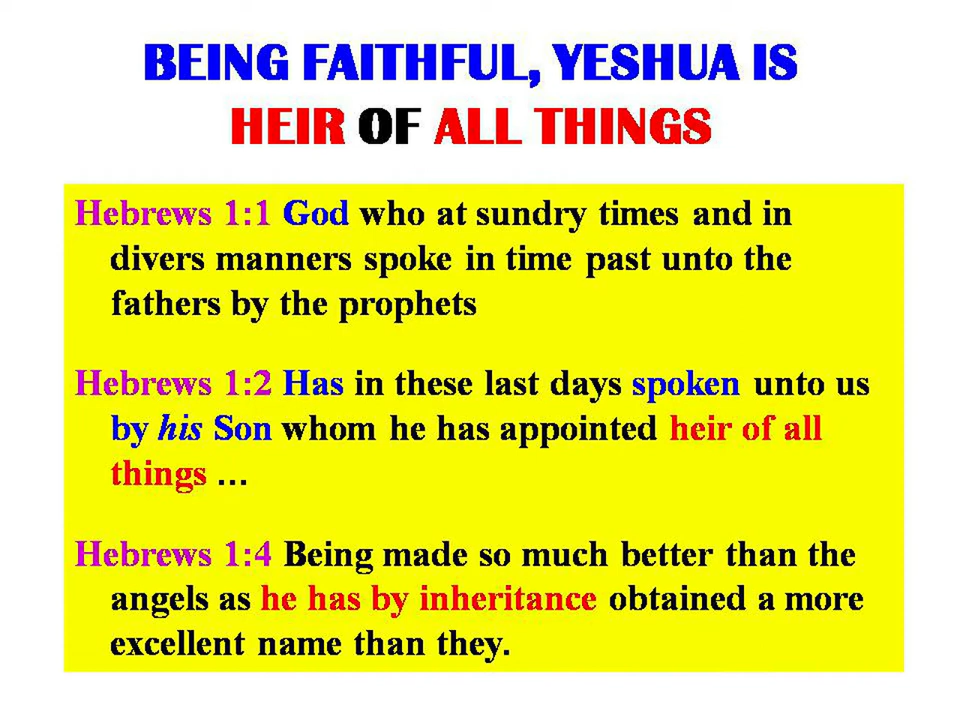 BEING FAITHFUL, YESHUA IS
HEIR OF ALL THINGS
Hebrews 1:1 God who at sundry times and in
divers manners spoke in time past unto the
fathers by the prophets
Hebrews 1:2 Has in these last days spoken unto us
by his Son whom he has appointed heir of all
things …
Hebrews 1:4 Being made so much better than the
angels as he has by inheritance obtained a more
excellent name than they.